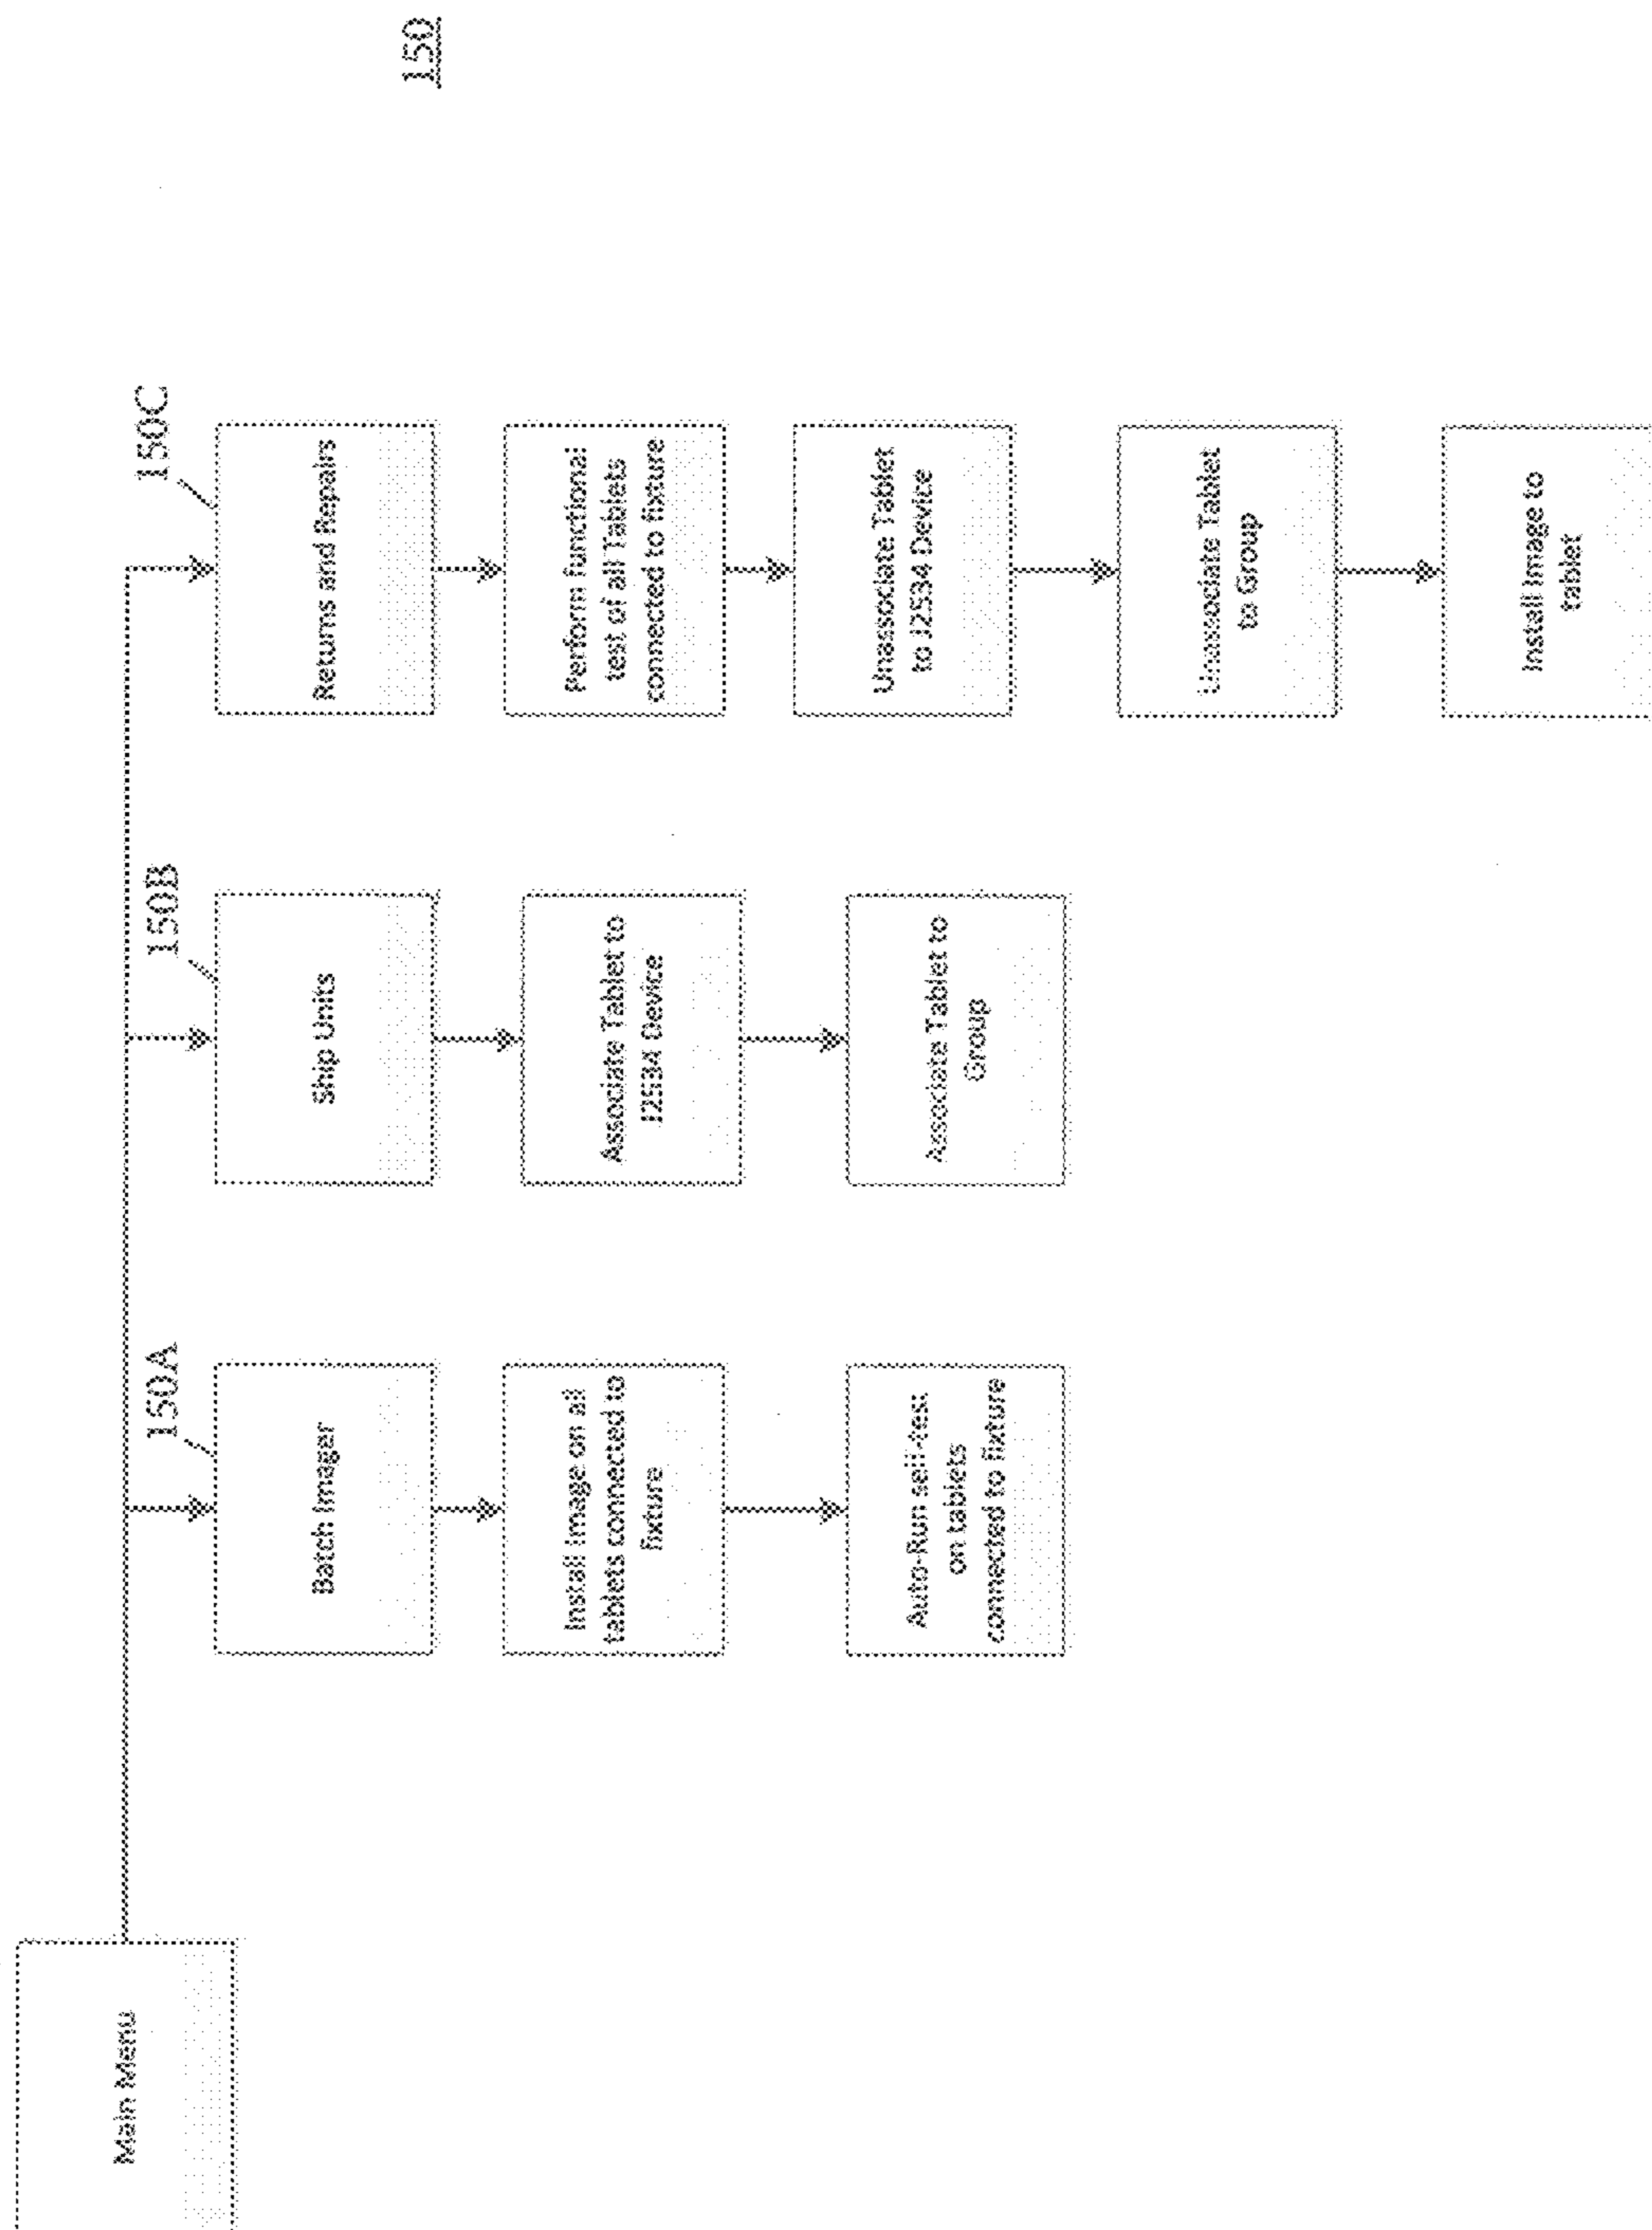 150
Main Menu
150A
Batch Imager
Install Image on all
tablets connected to
fixture
Auto-Run self-test
on tablets
connected to fixture
150B
Ship Units
Associate Tablet to
J2534 Device
Associate Tablet to
Group
150C
Returns and Repairs
Perform functional
test of all Tablets
connected to fixture
Unassociate Tablet
to J2534 Device
Unassociate Tablet
to Group
Install Image to
tablet